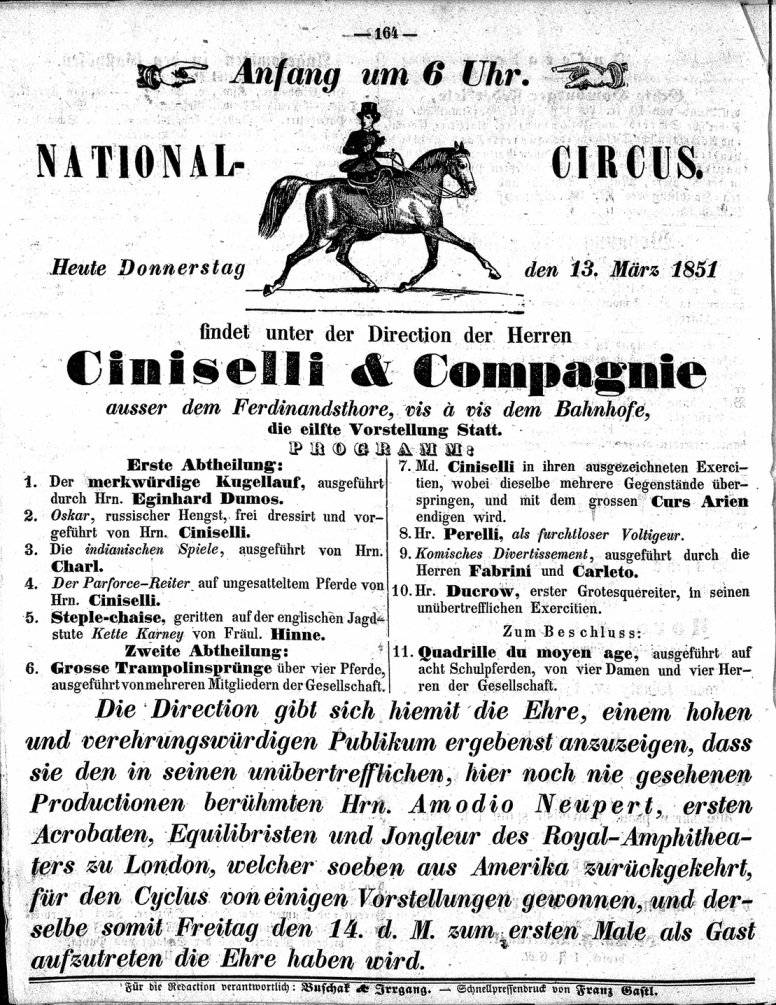 — 164 —
Anfang um 6 Uhr.
NATIONAL-
CIRCUS.
Heute Donnerstag
den 13. März 1851
findet unter der Direction der Herren
Ciniselli & Compagnie
ausser dem Ferdinandsthore, vis à vis dem Bahnhofe,
die eilfte Vorstellung Statt.
PROGRAMM:
Erste Abtheilung:
1. Der merkwürdige Kugellauf, ausgeführt
durch Hrn. Eginhard Dumos.
2. Oskar, russischer Hengst, frei dressirt und vor-
geführt von Hrn. Ciniselli.
3. Die indianischen Spiele, ausgeführt von Hrn.
Charl.
4. Der Parforce-Reiter auf ungesatteltem Pferde von
Hrn. Ciniselli.
5. Steple-chaise, geritten auf der englischen Jagd-
stute Kette Karney von Fräul. Hinne.
Zweite Abtheilung:
6. Grosse Trampolinsprünge über vier Pferde,
ausgeführt von mehreren Mitgliedern der Gesellschaft.
7. Md. Ciniselli in ihren ausgezeichneten Exerci-
tien, wobei dieselbe mehrere Gegenstände über-
springen, und mit dem grossen Curs Arien
endigen wird.
8. Hr. Perelli, als furchtloser Voltigeur.
9. Komisches Divertissement, ausgeführt durch die
Herren Fabrini und Carleto.
10. Hr. Ducrow, erster Grotesquereiter, in seinen
unübertrefflichen Exercitien.
Zum Beschluss:
11. Quadrille du moyen age, ausgeführt auf
acht Schulpferden, von vier Damen und vier Her-
ren der Gesellschaft.
Die Direction gibt sich hiemit die Ehre, einem hohen
und verehrungswürdigen Publikum ergebenst anzuzeigen, dass
sie den in seinen unübertrefflichen, hier noch nie gesehenen
Productionen berühmten Hrn. Amodio Neupert, ersten
Acrobaten, Equilibristen und Jongleur des Royal-Amphithea-
ters zu London, welcher soeben aus Amerika zurückgekehrt,
für den Cyclus von einigen Vorstellungen gewonnen, und der-
selbe somit Freitag den 14. d. M. zum ersten Male als Gast
aufzutreten die Ehre haben wird.
Für die Redaction verantwortlich: Buschak & Irrgang. — Schnellpressendruck von Franz Gastl.